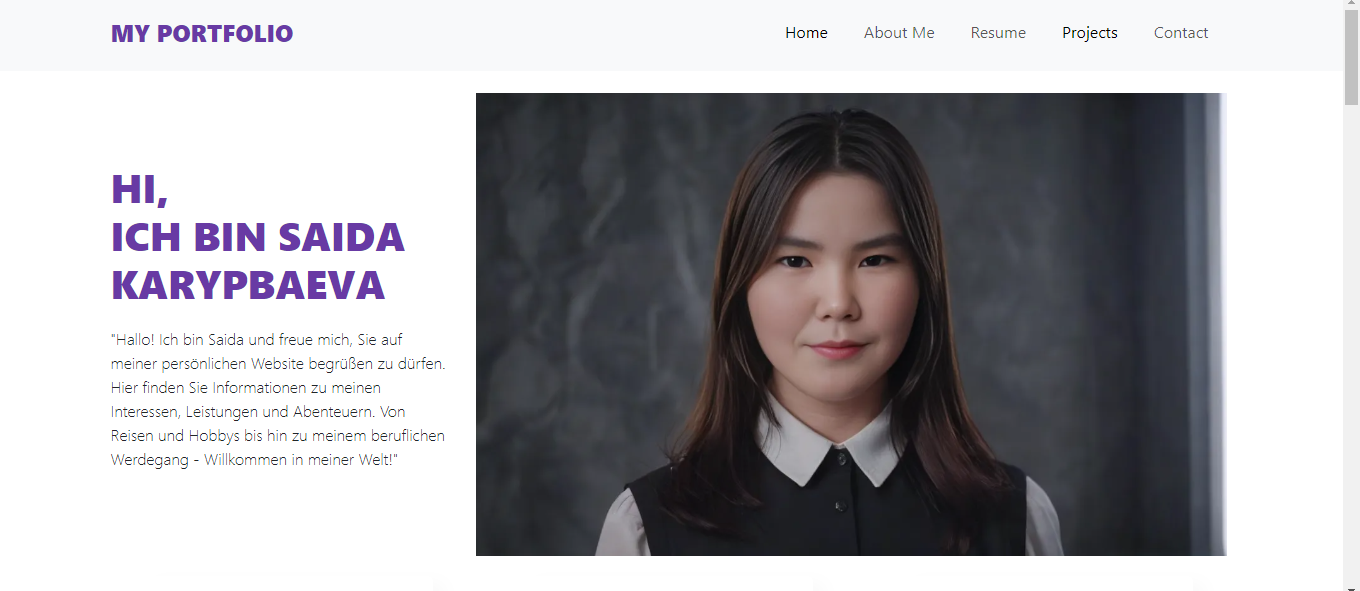 MY PORTFOLIO
Home
About Me
Resume
Projects
Contact
HI,
ICH BIN SAIDA
KARYPBAEVA
"Hallo! Ich bin Saida und freue mich, Sie auf
meiner persönlichen Website begrüßen zu dürfen.
Hier finden Sie Informationen zu meinen
Interessen, Leistungen und Abenteuern. Von
Reisen und Hobbys bis hin zu meinem beruflichen
Werdegang - Willkommen in meiner Welt!"